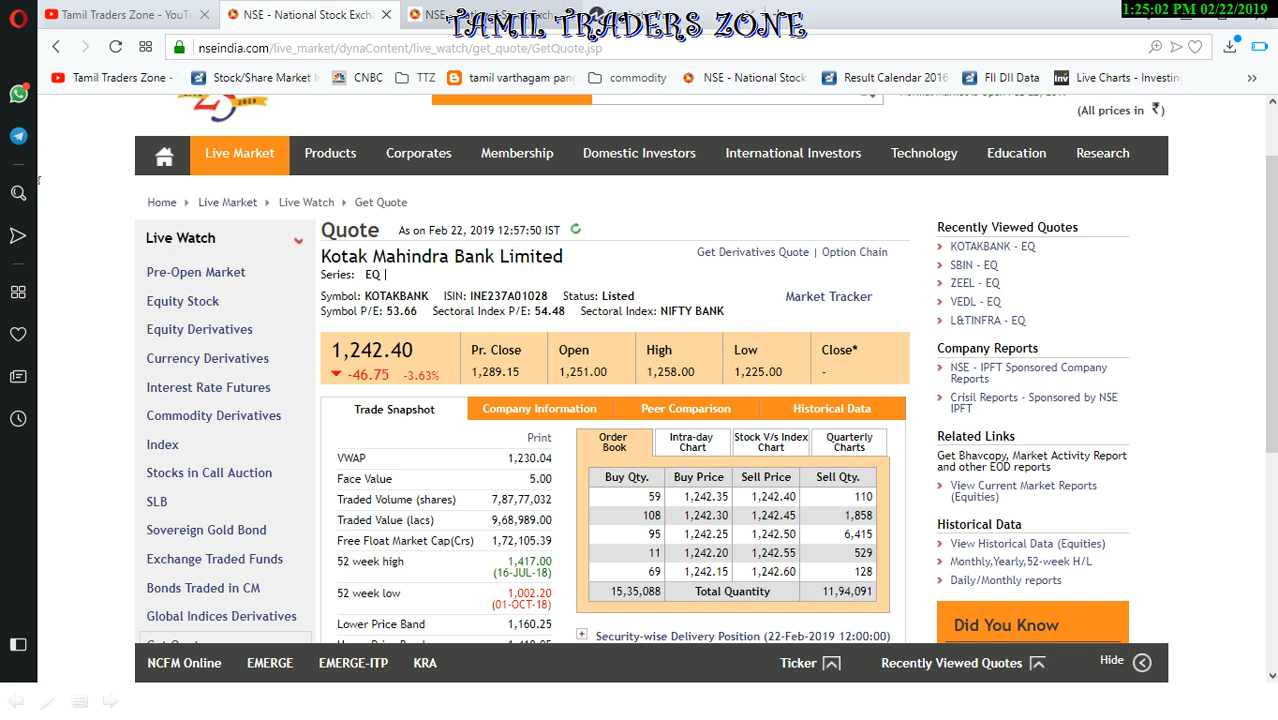 1:25:02 PM 02/22/2019
TAMIL TRADERS ZONE
Tamil Traders Zone - YouT
NSE - National Stock Excha
nseindia.com/live_market/dynaContent/live_watch/get_quote/GetQuote.jsp
Tamil Traders Zone - Stock/Share Market CNBC TTZ tamil varthagam pang commodity NSE - National Stock Result Calendar 2016 FII DII Data Live Charts - Investing
(All prices in ₹)
Live Market Products Corporates Membership Domestic Investors International Investors Technology Education Research
Home Live Market Live Watch Get Quote
Live Watch
Pre-Open Market
Equity Stock
Equity Derivatives
Currency Derivatives
Interest Rate Futures
Commodity Derivatives
Index
Stocks in Call Auction
SLB
Sovereign Gold Bond
Exchange Traded Funds
Bonds Traded in CM
Global Indices Derivatives
Quote As on Feb 22, 2019 12:57:50 IST
Kotak Mahindra Bank Limited
Get Derivatives Quote | Option Chain
Series: EQ |
Symbol: KOTAKBANK ISIN: INE237A01028 Status: Listed
Market Tracker
Symbol P/E: 53.66 Sectoral Index P/E: 54.48 Sectoral Index: NIFTY BANK
1,242.40 Pr. Close Open High Low Close*
-46.75 -3.63% 1,289.15 1,251.00 1,258.00 1,225.00 -
Trade Snapshot Company Information Peer Comparison Historical Data
Print
VWAP 1,230.04
Face Value 5.00
Traded Volume (shares) 7,87,77,032
Traded Value (lacs) 9,68,989.00
Free Float Market Cap(Crs) 1,72,105.39
52 week high 1,417.00
(16-JUL-18)
52 week low 1,002.20
(01-OCT-18)
Lower Price Band 1,160.25
Order Book
Intra-day Chart
Stock V/s Index Chart
Quarterly Charts
Buy Qty. Buy Price Sell Price Sell Qty.
59 1,242.35 1,242.40 110
108 1,242.30 1,242.45 1,858
95 1,242.25 1,242.50 6,415
11 1,242.20 1,242.55 529
69 1,242.15 1,242.60 128
15,35,088 Total Quantity 11,94,091
Security-wise Delivery Position (22-Feb-2019 12:00:00)
Recently Viewed Quotes
KOTAKBANK - EQ
SBIN - EQ
ZEEL - EQ
VEDL - EQ
L&TINFRA - EQ
Company Reports
NSE - IPFT Sponsored Company
Reports
Crisil Reports - Sponsored by NSE
IPFT
Related Links
Get Bhavcopy, Market Activity Report
and other EOD reports
View Current Market Reports
(Equities)
Historical Data
View Historical Data (Equities)
Monthly,Yearly,52-week H/L
Daily/Monthly reports
Did You Know
NCFM Online EMERGE EMERGE-ITP KRA Ticker Recently Viewed Quotes Hide